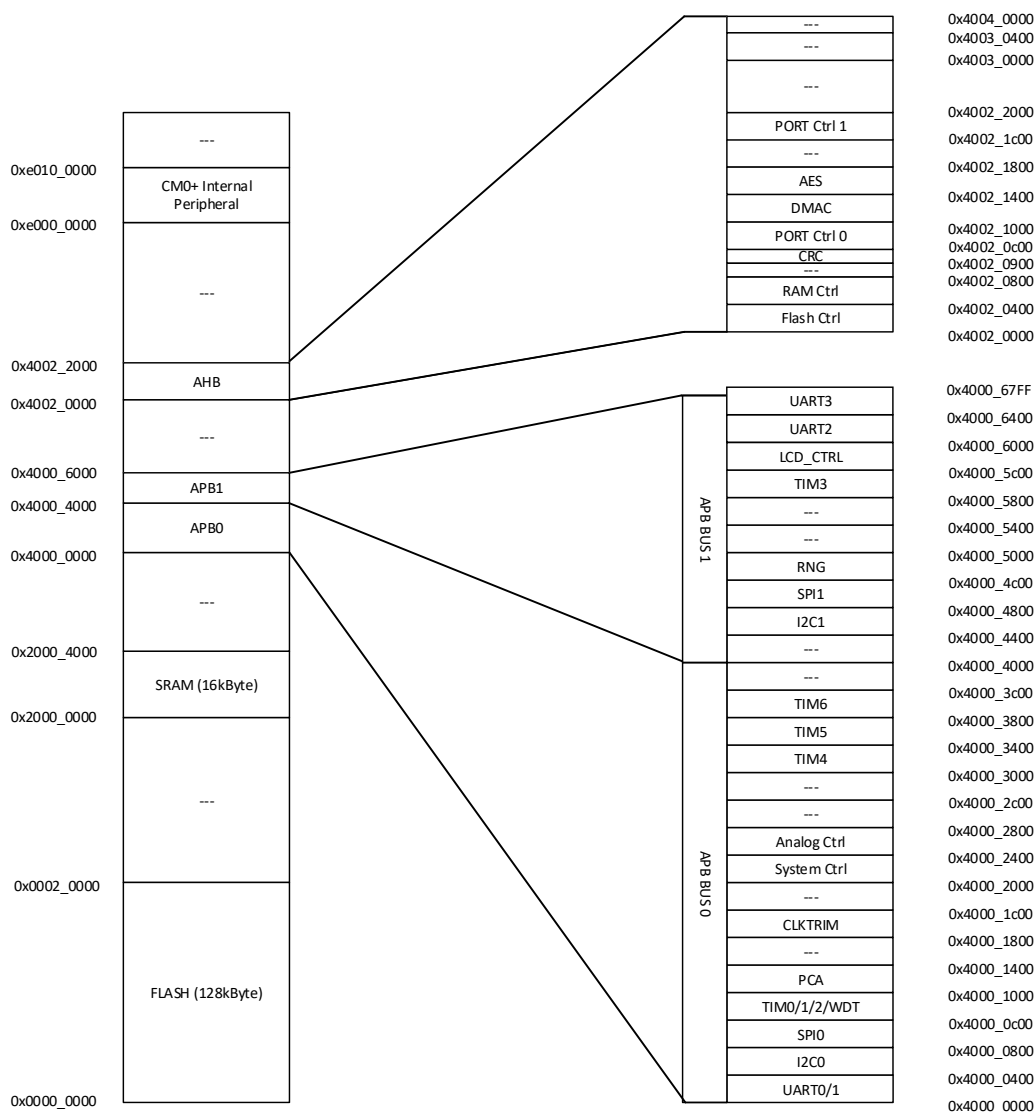 0xe010_0000
0xe000_0000
0x4002_2000
0x4002_0000
0x4000_6000
0x4000_4000
0x4000_0000
0x2000_4000
0x2000_0000
0x0002_0000
0x0000_0000
---
CM0+ Internal
Peripheral
---
AHB
---
APB1
APB0
---
SRAM (16kByte)
---
FLASH (128kByte)
---
---
---
PORT Ctrl 1
---
AES
DMAC
PORT Ctrl 0
CRC
---
RAM Ctrl
Flash Ctrl
0x4004_0000
0x4003_0400
0x4003_0000
0x4002_2000
0x4002_1c00
0x4002_1800
0x4002_1400
0x4002_1000
0x4002_0c00
0x4002_0900
0x4002_0800
0x4002_0400
0x4002_0000
APB BUS 1
UART3
UART2
LCD_CTRL
TIM3
---
---
RNG
SPI1
I2C1
---
APB BUS 0
---
TIM6
TIM5
TIM4
---
---
Analog Ctrl
System Ctrl
---
CLKTRIM
---
PCA
TIM0/1/2/WDT
SPI0
I2C0
UART0/1
0x4000_67FF
0x4000_6400
0x4000_6000
0x4000_5c00
0x4000_5800
0x4000_5400
0x4000_5000
0x4000_4c00
0x4000_4800
0x4000_4400
0x4000_4000
0x4000_3c00
0x4000_3800
0x4000_3400
0x4000_3000
0x4000_2c00
0x4000_2800
0x4000_2400
0x4000_2000
0x4000_1c00
0x4000_1800
0x4000_1400
0x4000_1000
0x4000_0c00
0x4000_0800
0x4000_0400
0x4000_0000